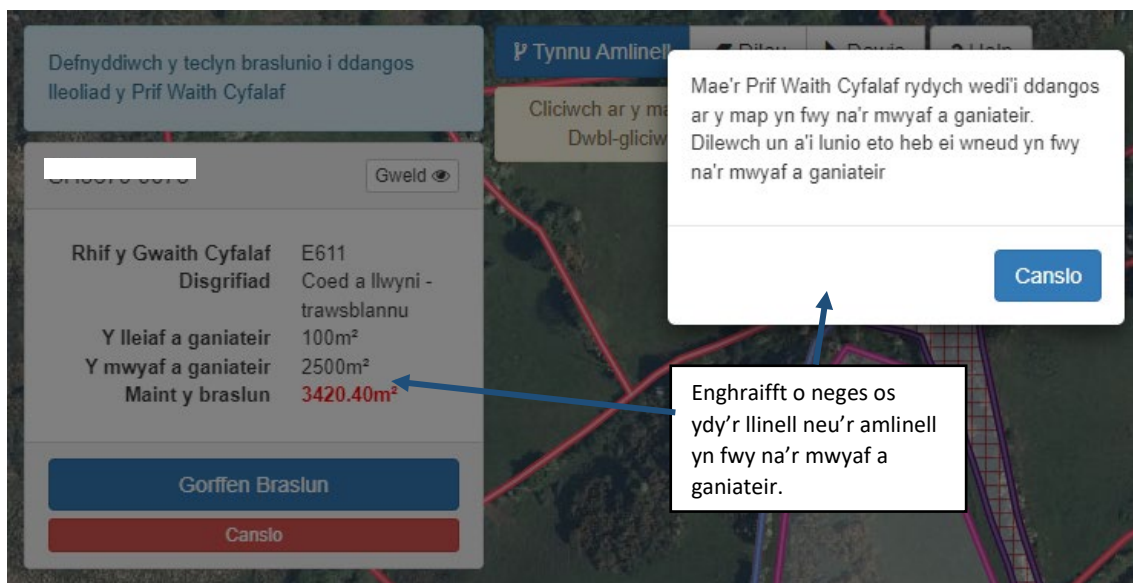 Defnyddiwch y teclyn braslunio i ddangos
lleoliad y Prif Waith Cyfalaf
Gweld
Rhif y Gwaith Cyfalaf E611
Disgrifiad Coed a llwyni -
trawsblannu
Y lleiaf a ganiateir 100m²
Y mwyaf a ganiateir 2500m²
Maint y braslun 3420.40m²
Gorffen Braslun
Canslo
Tynnu Amlinell Dileu Dewis ? Help
Cliciwch ar y
Dwbl-gliciw
Mae'r Prif Waith Cyfalaf rydych wedi'i ddangos
ar y map yn fwy na'r mwyaf a ganiateir.
Dilewch un a'i lunio eto heb ei wneud yn fwy
na'r mwyaf a ganiateir
Canslo
Enghraifft o neges os
ydy'r llinell neu'r amlinell
yn fwy na'r mwyaf a
ganiateir.